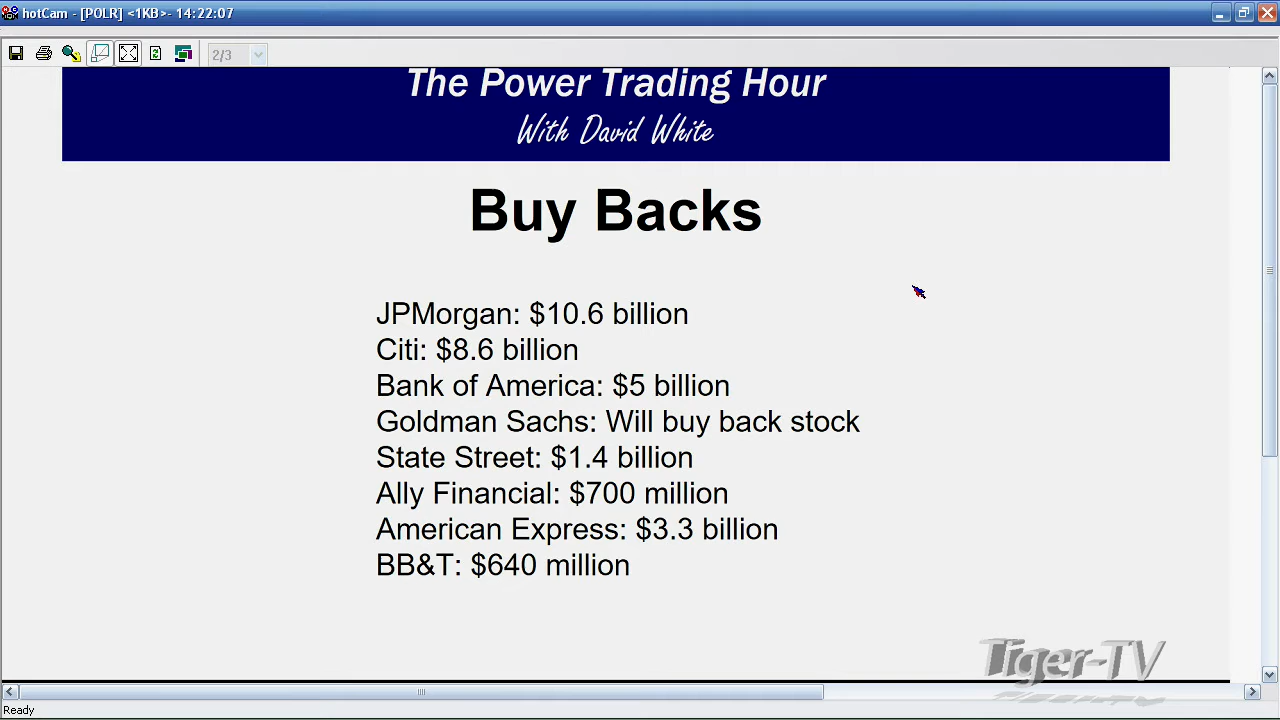 hotCam - [POLR] <1KB>- 14:22:07
2/3
The Power Trading Hour
With David White
Buy Backs
JPMorgan: $10.6 billion
Citi: $8.6 billion
Bank of America: $5 billion
Goldman Sachs: Will buy back stock
State Street: $1.4 billion
Ally Financial: $700 million
American Express: $3.3 billion
BB&T: $640 million
Tiger-TV
Ready